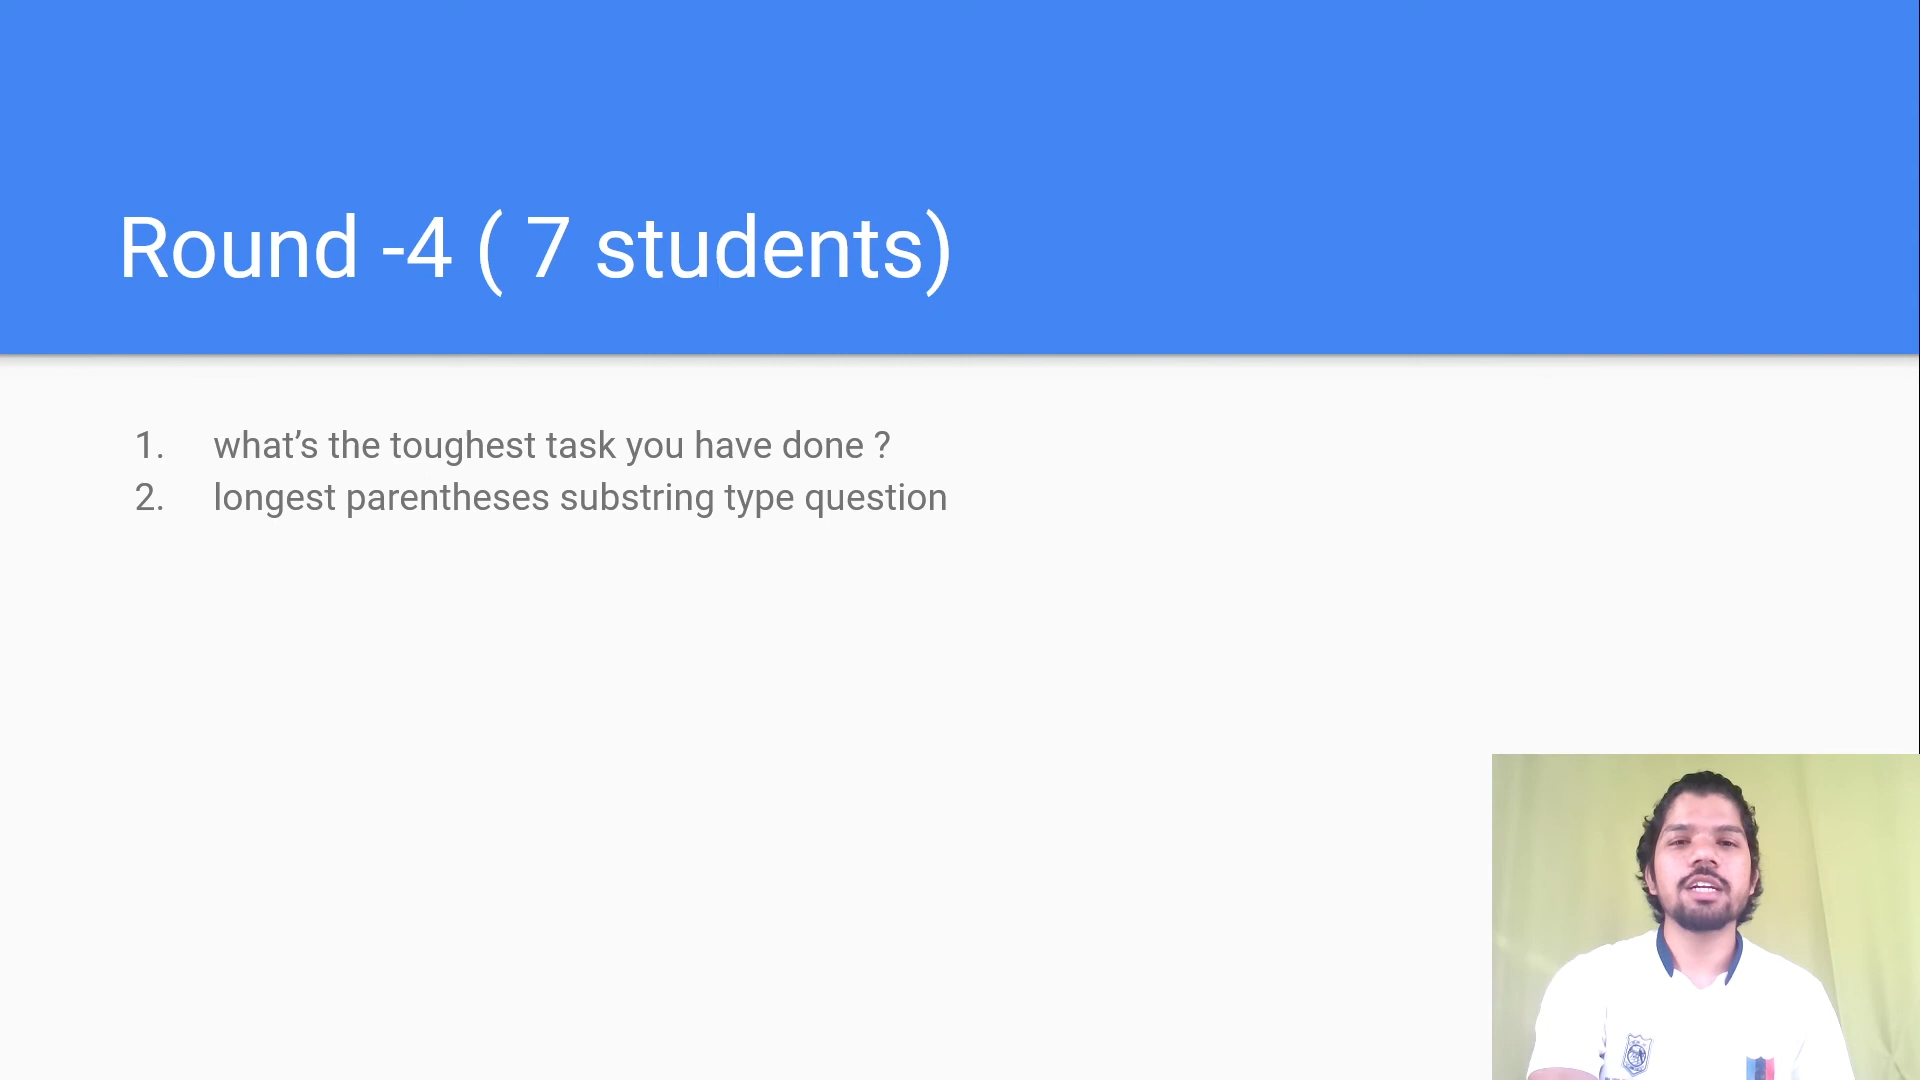 Round -4 ( 7 students)
1. what’s the toughest task you have done ?
2. longest parentheses substring type question